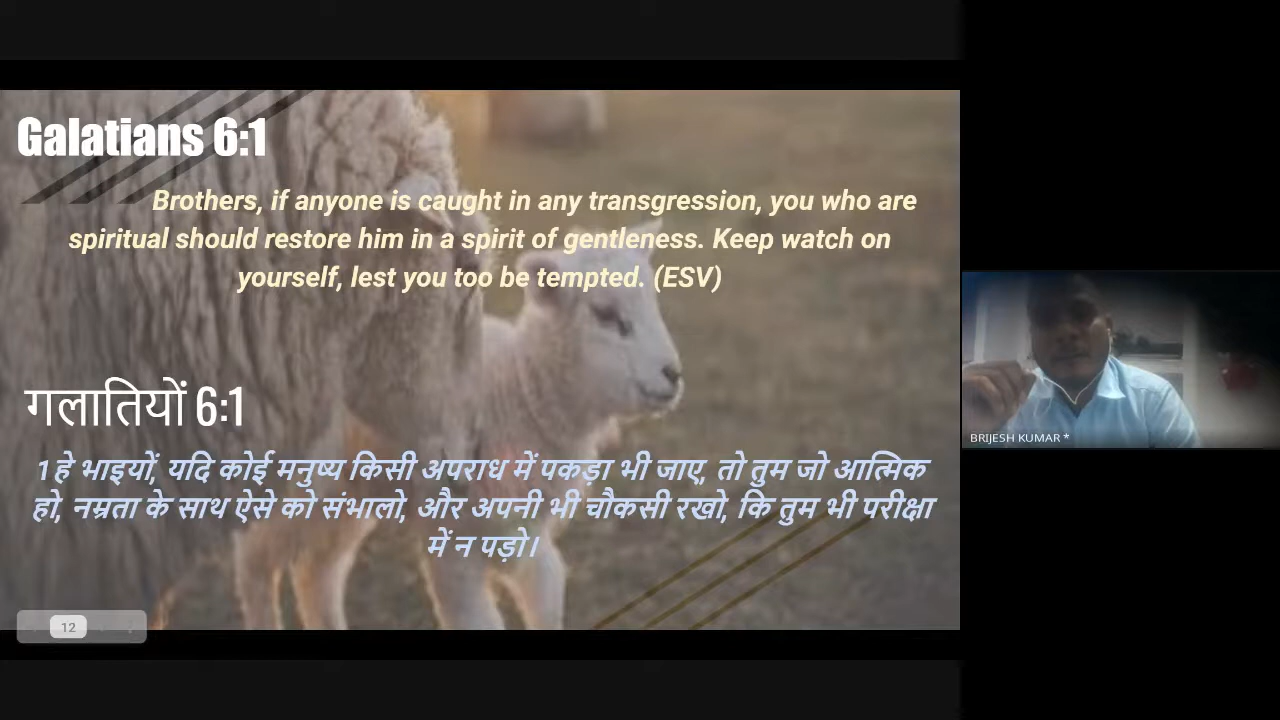 Galatians 6:1
Brothers, if anyone is caught in any transgression, you who are
spiritual should restore him in a spirit of gentleness. Keep watch on
yourself, lest you too be tempted. (ESV)
गलातियों 6:1
1 हे भाइयों, यदि कोई मनुष्य किसी अपराध में पकड़ा भी जाए, तो तुम जो आत्मिक
हो, नम्रता के साथ ऐसे को संभालो, और अपनी भी चौकसी रखो, कि तुम भी परीक्षा
में न पड़ो।
12
BRIJESH KUMAR *